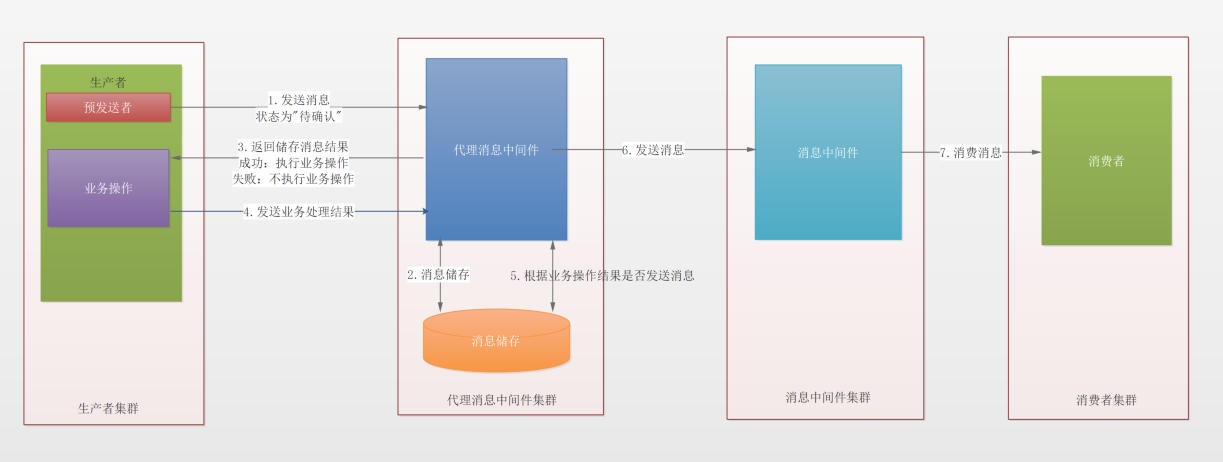 生产者
预发送者
业务操作
生产者集群
1.发送消息
状态为"待确认"
3.返回储存消息结果
成功：执行业务操作
失败：不执行业务操作
4.发送业务处理结果
代理消息中间件
2.消息储存
5.根据业务操作结果是否发送消息
消息储存
代理消息中间件集群
6.发送消息
消息中间件
消息中间件集群
7.消费消息
消费者
消费者集群